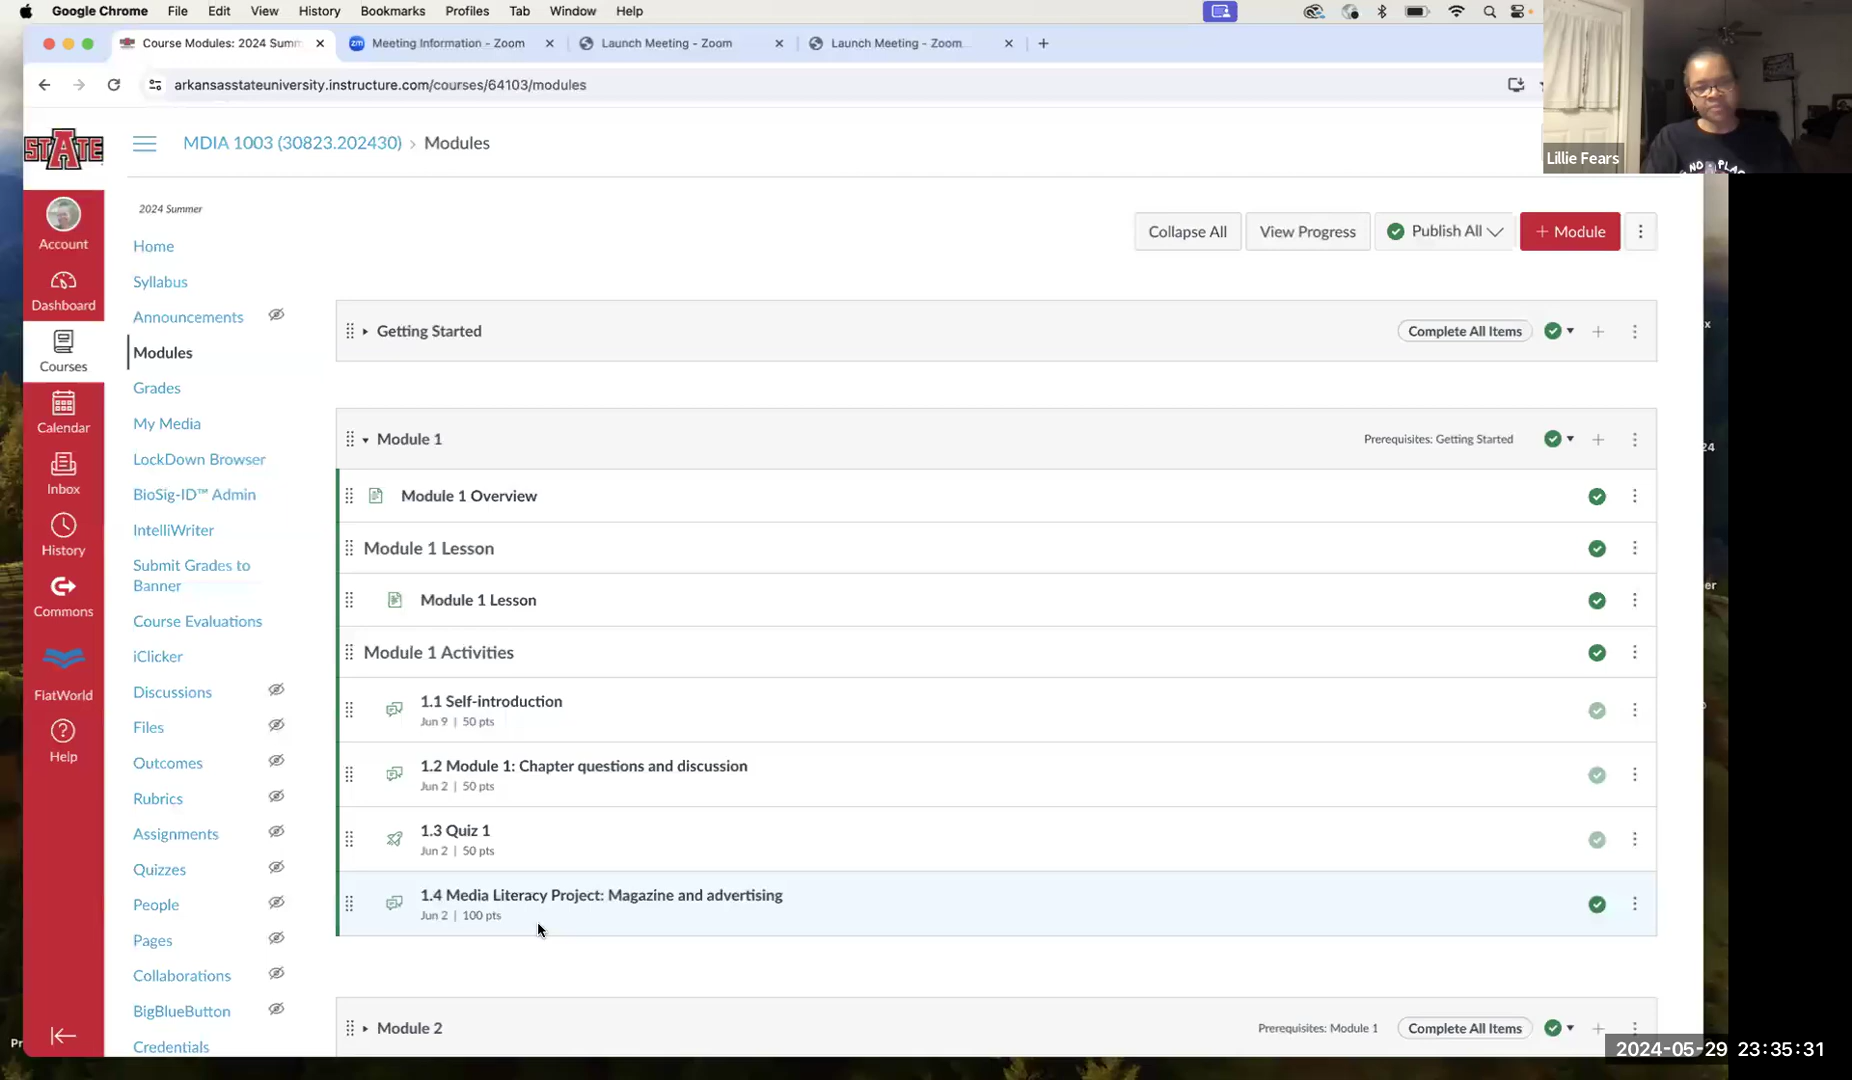 Google Chrome File Edit View History Bookmarks Profiles Tab Window Help
Course Modules: 2024 Summ
Meeting Information - Zoom
Launch Meeting - Zoom
Launch Meeting - Zoom
arkansasstateuniversity.instructure.com/courses/64103/modules
Lillie Fears
STATE
MDIA 1003 (30823.202430) › Modules
Account
Dashboard
Courses
Calendar
Inbox
History
Commons
FlatWorld
Help
2024 Summer
Home
Syllabus
Announcements
Modules
Grades
My Media
LockDown Browser
BioSig-ID™ Admin
IntelliWriter
Submit Grades to
Banner
Course Evaluations
iClicker
Discussions
Files
Outcomes
Rubrics
Assignments
Quizzes
People
Pages
Collaborations
BigBlueButton
Credentials
Collapse All
View Progress
Publish All
+ Module
Getting Started
Complete All Items
Module 1
Prerequisites: Getting Started
Module 1 Overview
Module 1 Lesson
Module 1 Lesson
Module 1 Activities
1.1 Self-introduction
Jun 9 | 50 pts
1.2 Module 1: Chapter questions and discussion
Jun 2 | 50 pts
1.3 Quiz 1
Jun 2 | 50 pts
1.4 Media Literacy Project: Magazine and advertising
Jun 2 | 100 pts
Module 2
Prerequisites: Module 1
Complete All Items
2024-05-29 23:35:31